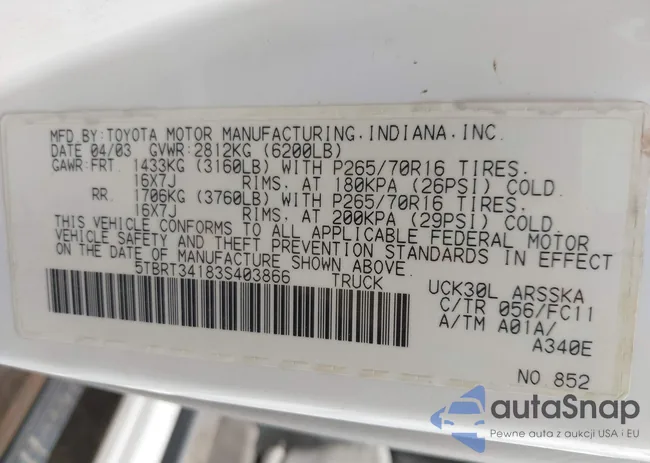 MFD.BY:TOYOTA MOTOR MANUFACTURING.INDIANA.INC.
DATE 04/03 GVWR:2812KG (6200LB)
GAWR:FRT. 1433KG (3160LB) WITH P265/70R16 TIRES.
16X7J RIMS. AT 180KPA (26PSI) COLD.
RR. 1706KG (3760LB) WITH P265/70R16 TIRES.
16X7J RIMS. AT 200KPA (29PSI) COLD.
THIS VEHICLE CONFORMS TO ALL APPLICABLE FEDERAL MOTOR
VEHICLE SAFETY AND THEFT PREVENTION STANDARDS IN EFFECT
ON THE DATE OF MANUFACTURE SHOWN ABOVE.
5TBRT34183S403866 TRUCK
UCK30L ARSSKA
C/TR 056/FC11
A/TM A01A/
A340E
NO.852
autaSnap
Pewne auta z aukcji USA i EU